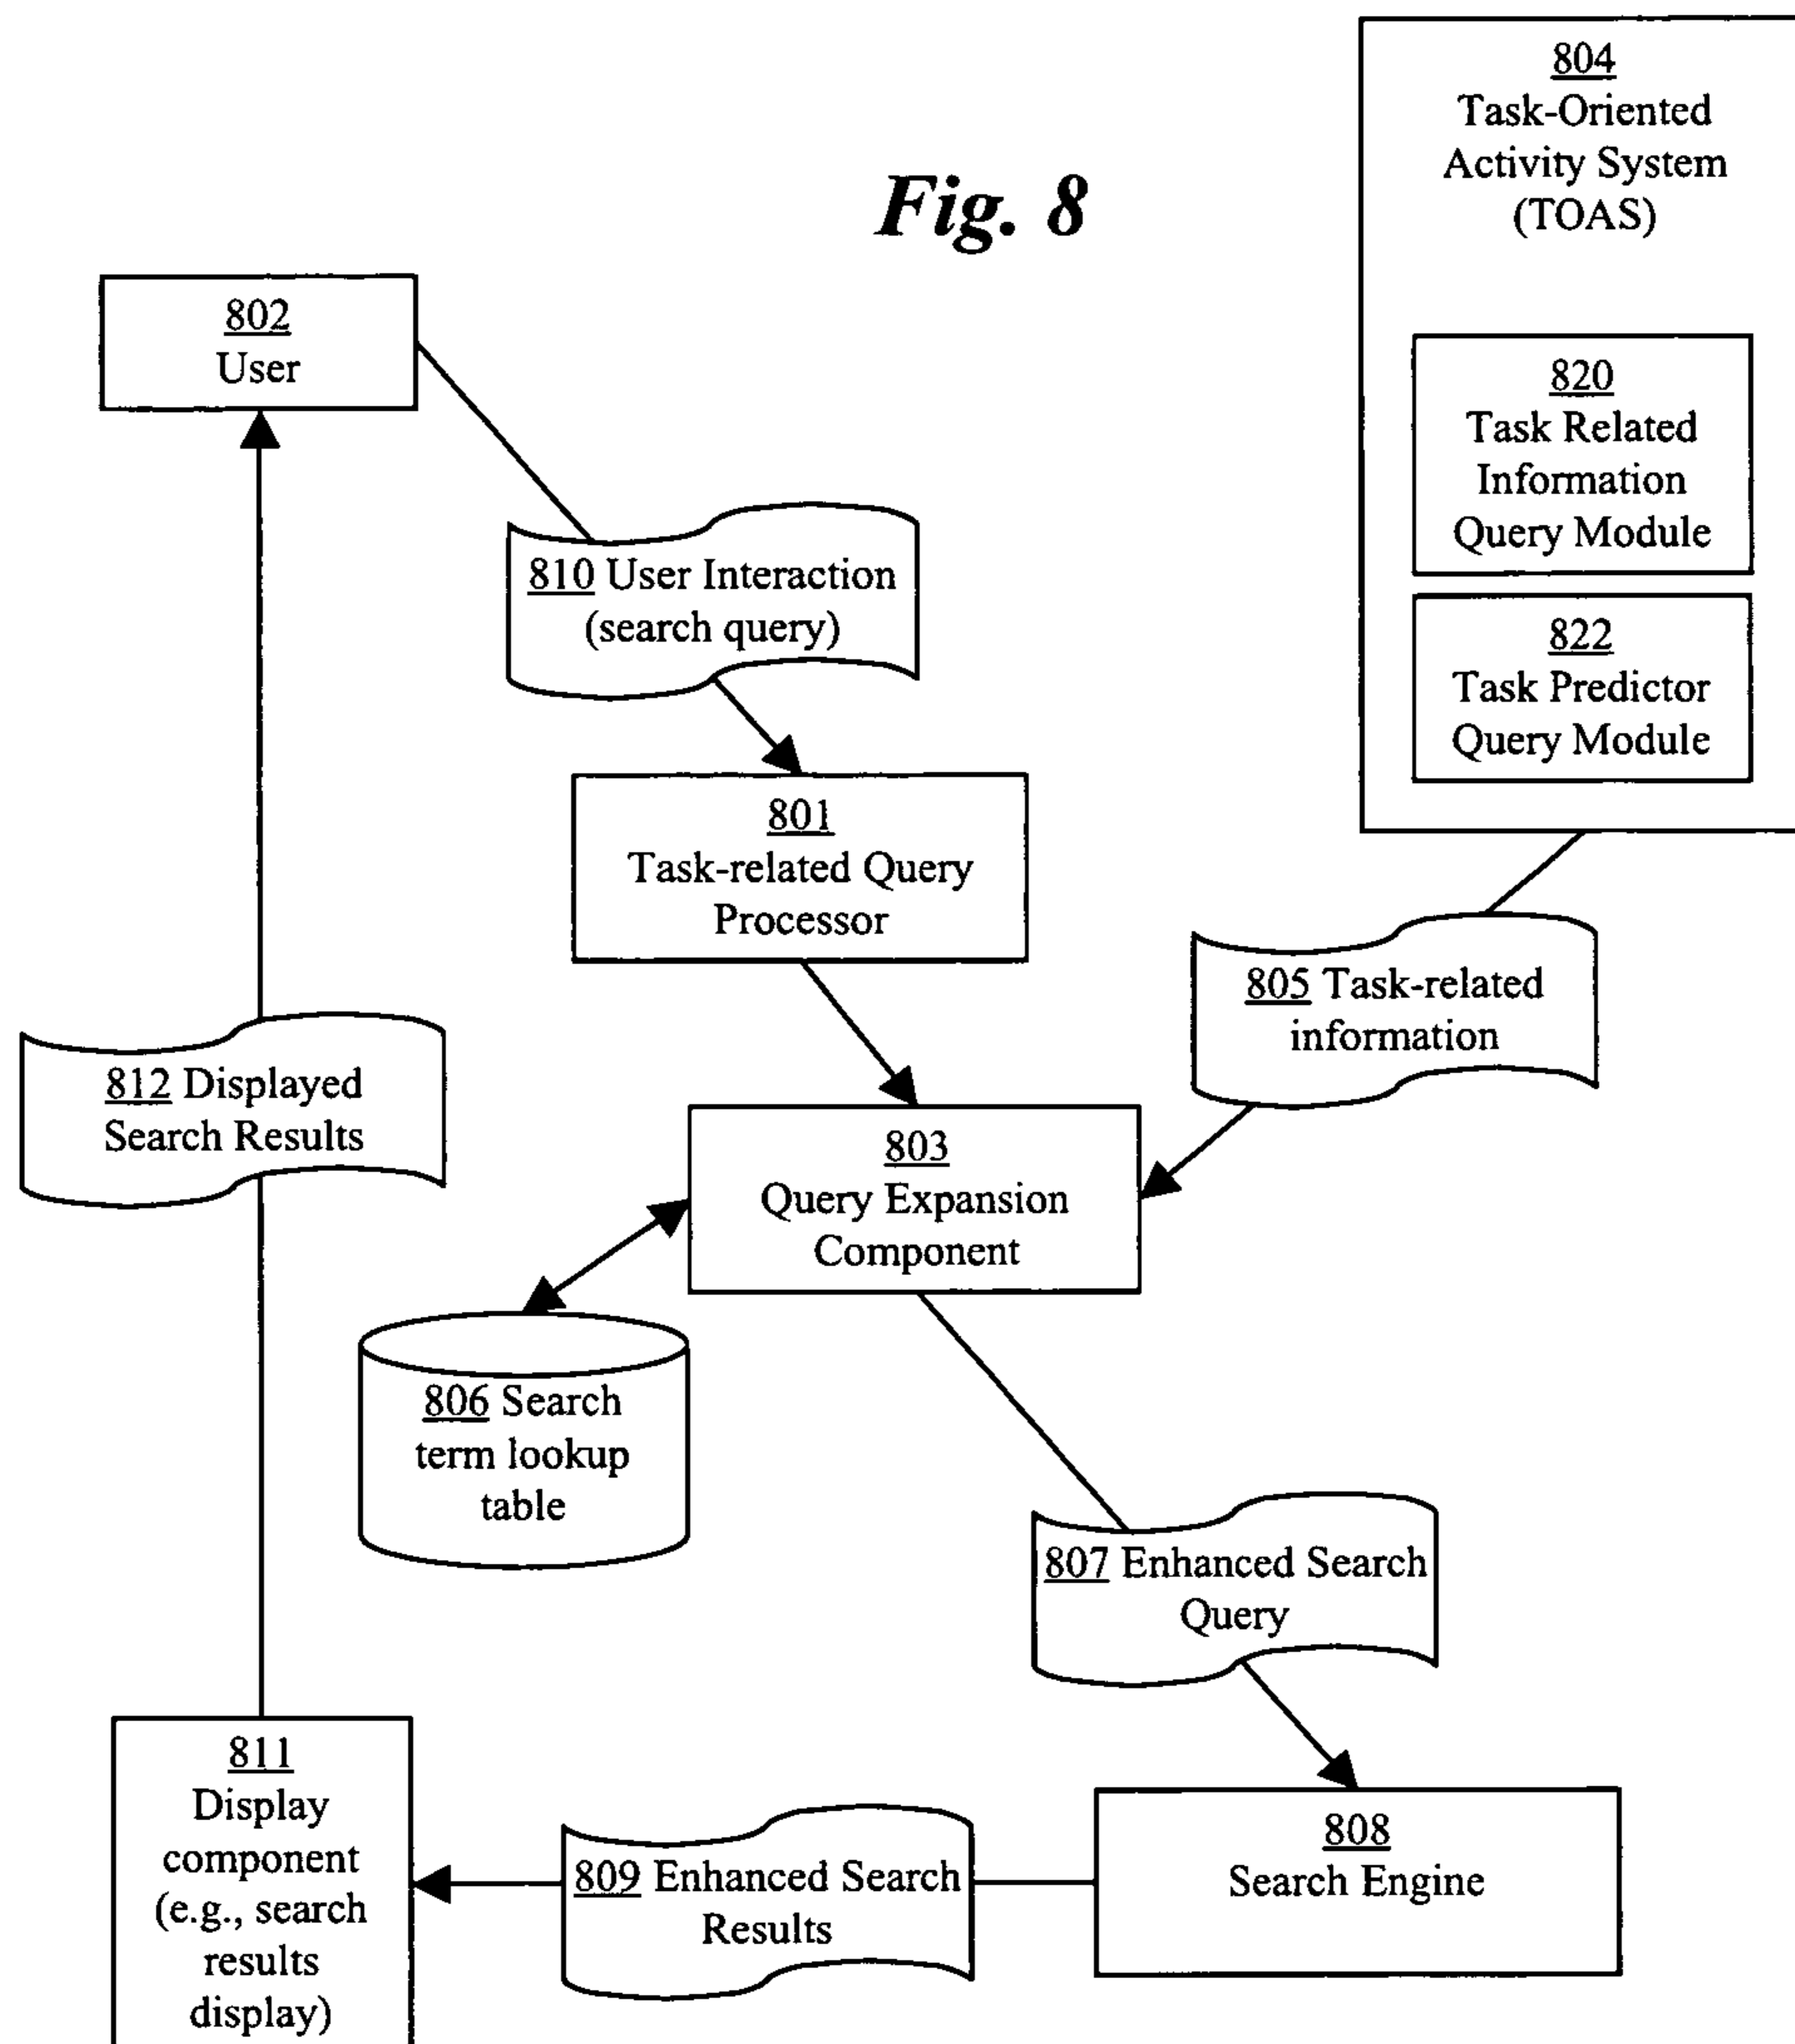 Fig. 8
804
Task-Oriented
Activity System
(TOAS)
820
Task Related
Information
Query Module
822
Task Predictor
Query Module
802
User
810 User Interaction
(search query)
801
Task-related Query
Processor
805 Task-related
information
812 Displayed
Search Results
803
Query Expansion
Component
806 Search
term lookup
table
807 Enhanced Search
Query
808
Search Engine
809 Enhanced Search
Results
811
Display
component
(e.g., search
results
display)